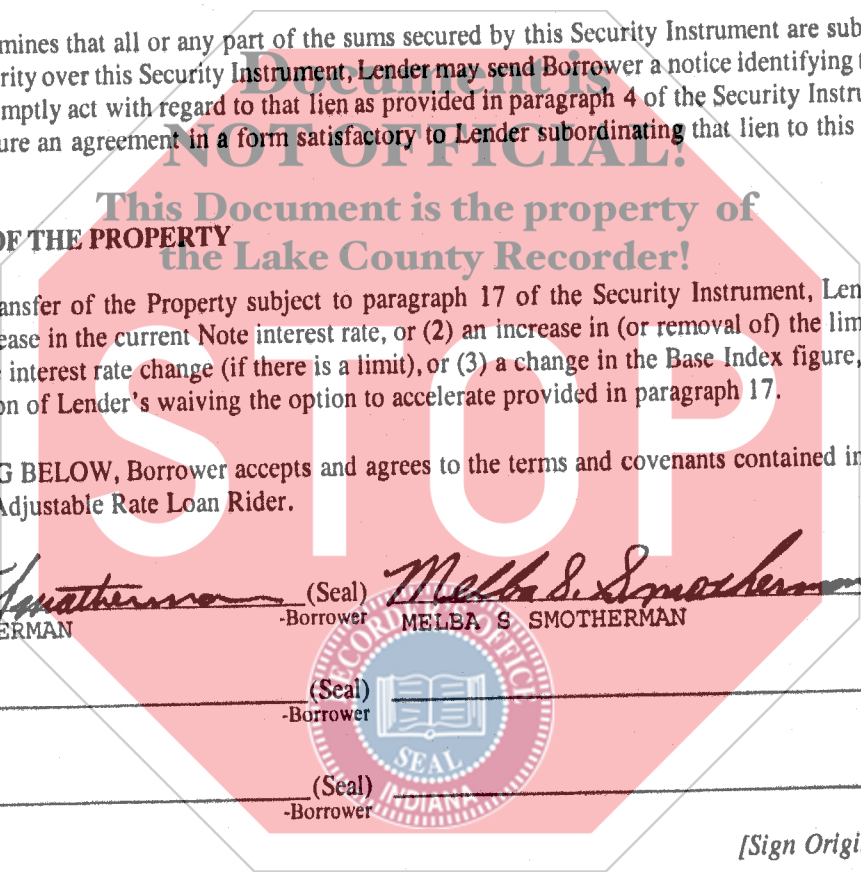 mines that all or any part of the sums secured by this Security Instrument are sub
Document is
rity over this Security Instrument, Lender may send Borrower a notice identifying t
mptly act with regard to that lien as provided in paragraph 4 of the Security Instru
ure an agreement in a form satisfactory to Lender subordinating that lien to this
NOT OFFICIAL!
This Document is the property of
OF THE PROPERTY
the Lake County Recorder!
ansfer of the Property subject to paragraph 17 of the Security Instrument, Len
ease in the current Note interest rate, or (2) an increase in (or removal of) the lim
interest rate change (if there is a limit), or (3) a change in the Base Index figure,
on of Lender's waiving the option to accelerate provided in paragraph 17.
STOP
G BELOW, Borrower accepts and agrees to the terms and covenants contained in
Adjustable Rate Loan Rider.
Smotherman (Seal) Melba S. Smotherman
ERMAN -Borrower MELBA S SMOTHERMAN
RECORDER'S OFFICE
(Seal)
-Borrower
SEAL
INDIANA
(Seal)
-Borrower
[Sign Origi